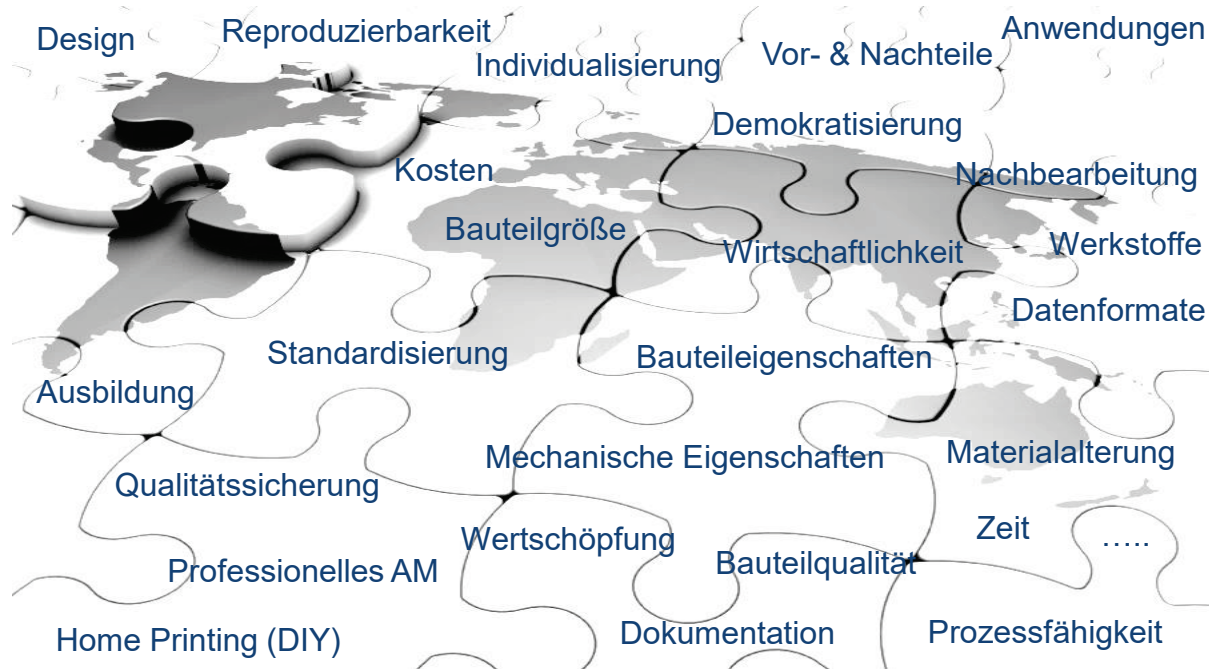 Design
Reproduzierbarkeit
Individualisierung
Vor- & Nachteile
Anwendungen
Demokratisierung
Kosten
Nachbearbeitung
Bauteilgröße
Wirtschaftlichkeit
Werkstoffe
Datenformate
Standardisierung
Bauteileigenschaften
Ausbildung
Mechanische Eigenschaften
Materialalterung
Qualitätssicherung
Wertschöpfung
Zeit
…..
Professionelles AM
Bauteilqualität
Home Printing (DIY)
Dokumentation
Prozessfähigkeit